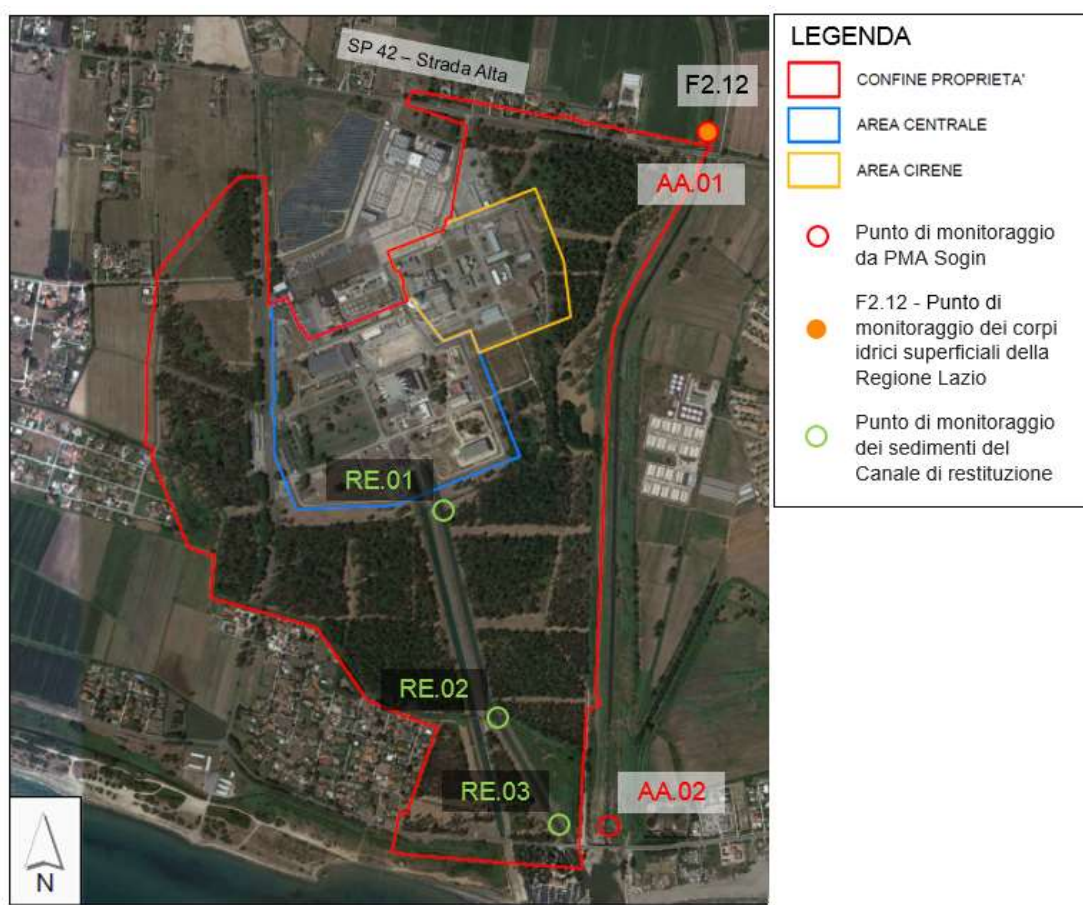 SP 42 – Strada Alta
F2.12
AA.01
RE.01
RE.02
RE.03
AA.02
N
LEGENDA
CONFINE PROPRIETA'
AREA CENTRALE
AREA CIRENE
Punto di monitoraggio
da PMA Sogin
F2.12 - Punto di
monitoraggio dei corpi
idrici superficiali della
Regione Lazio
Punto di monitoraggio
dei sedimenti del
Canale di restituzione